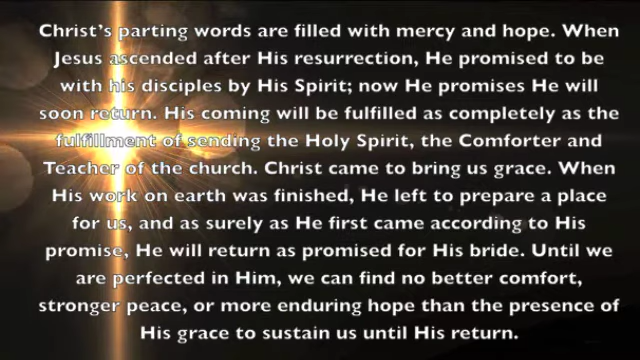 Christ's parting words are filled with mercy and hope. When
Jesus ascended after His resurrection, He promised to be
with his disciples by His Spirit; now He promises He will
soon return. His coming will be fulfilled as completely as the
fulfillment of sending the Holy Spirit, the Comforter and
Teacher of the church. Christ came to bring us grace. When
His work on earth was finished, He left to prepare a place
for us, and as surely as He first came according to His
promise, He will return as promised for His bride. Until we
are perfected in Him, we can find no better comfort,
stronger peace, or more enduring hope than the presence of
His grace to sustain us until His return.